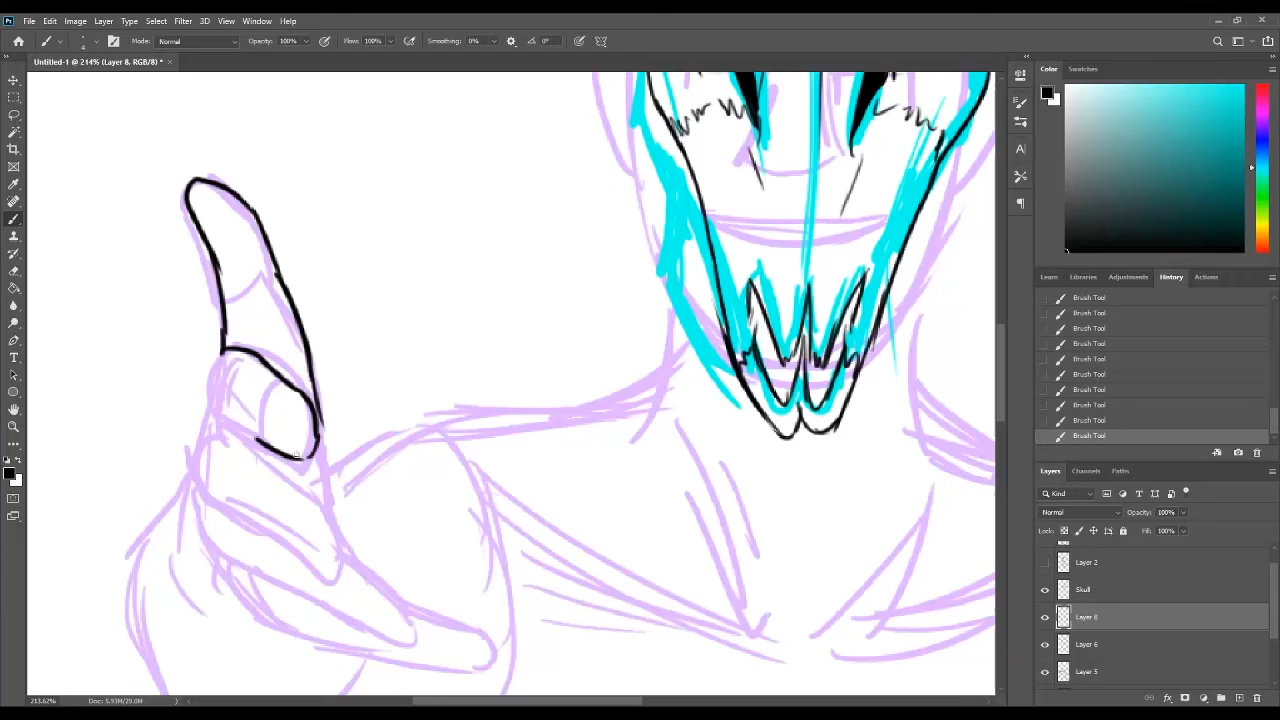 Ps File Edit Image Layer Type Select Filter 3D View Window Help
Mode: Normal Opacity: 100% Flow: 100% Smoothing: 0% 0°
4
Untitled-1 @ 214% (Layer 8, RGB/8) * ×
Color Swatches
Learn Libraries Adjustments History Actions
Brush Tool
Brush Tool
Brush Tool
Brush Tool
Brush Tool
Brush Tool
Brush Tool
Brush Tool
Brush Tool
Brush Tool
Layers Channels Paths
Kind
Normal Opacity: 100%
Lock: Fill: 100%
Layer 2
Skull
Layer 8
Layer 6
Layer 5
213.62% Doc: 5.93M/29.0M